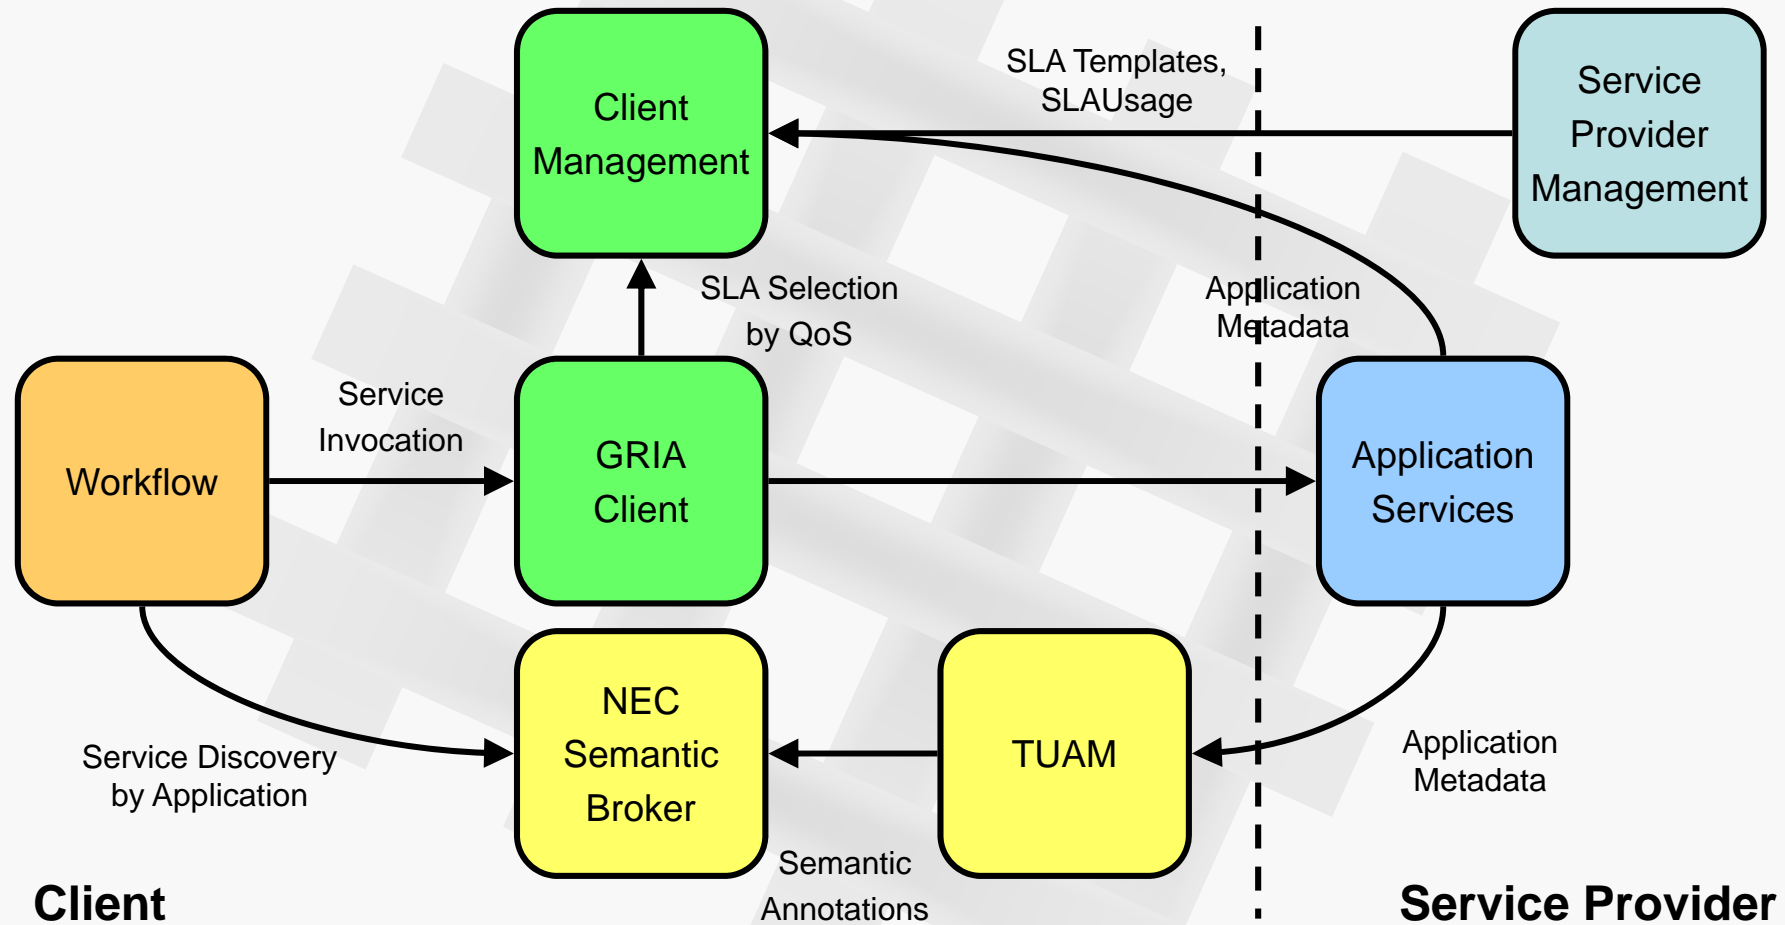 Client
Management
SLA Templates,
SLAUsage
Service
Provider
Management
SLA Selection
by QoS
Application
Metadata
Workflow
Service
Invocation
GRIA
Client
Application
Services
Service Discovery
by Application
NEC
Semantic
Broker
TUAM
Application
Metadata
Semantic
Annotations
Client
Service Provider